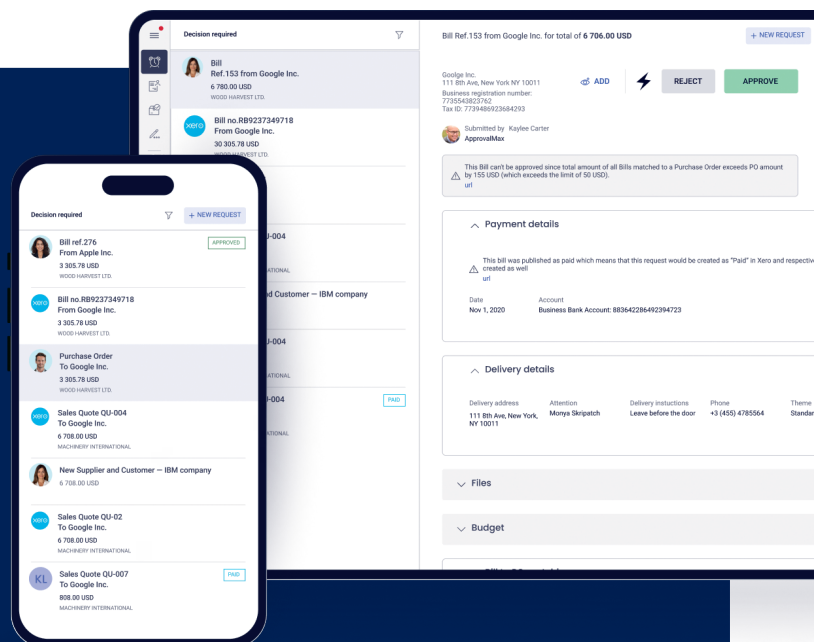 Decision required
Bill
Ref.153 from Google Inc.
6 780.00 USD
WOOD HARVEST LTD.
xero
Bill no.RB9237349718
From Google Inc.
30 305.78 USD
WOOD HARVEST LTD.
U-004
ATIONAL
nd Customer — IBM company
U-004
ATIONAL
U-004
PAID
ATIONAL
Bill Ref.153 from Google Inc. for total of 6 706.00 USD
+ NEW REQUEST
Goolge Inc.
111 8th Ave, New York NY 10011
Business registration number:
7735543823762
Tax ID: 7739486923684293
ADD
REJECT
APPROVE
Submitted by Kaylee Carter
ApprovalMax
This Bill can't be approved since total amount of all Bills matched to a Purchase Order exceeds PO amount
by 155 USD (which exceeds the limit of 50 USD).
url
Payment details
This bill was published as paid which means that this request would be created as "Paid" in Xero and respective
created as well
url
Date Account
Nov 1, 2020 Business Bank Account: 883642286492394723
Delivery details
Delivery address Attention Delivery instuctions Phone Theme
111 8th Ave, New York, Monya Skripatch Leave before the door +3 (455) 4785564 Standar
NY 10011
Files
Budget
Decision required
+ NEW REQUEST
Bill ref.276
From Apple Inc.
3 305.78 USD
WOOD HARVEST LTD.
APPROVED
xero
Bill no.RB9237349718
From Google Inc.
3 305.78 USD
WOOD HARVEST LTD.
Purchase Order
To Google Inc.
3 305.78 USD
WOOD HARVEST LTD.
xero
Sales Quote QU-004
To Google Inc.
6 708.00 USD
MACHINERY INTERNATIONAL
New Supplier and Customer — IBM company
6 708.00 USD
xero
Sales Quote QU-02
To Google Inc.
6 708.00 USD
MACHINERY INTERNATIONAL
KL
Sales Quote QU-007
To Google Inc.
808.00 USD
MACHINERY INTERNATIONAL
PAID